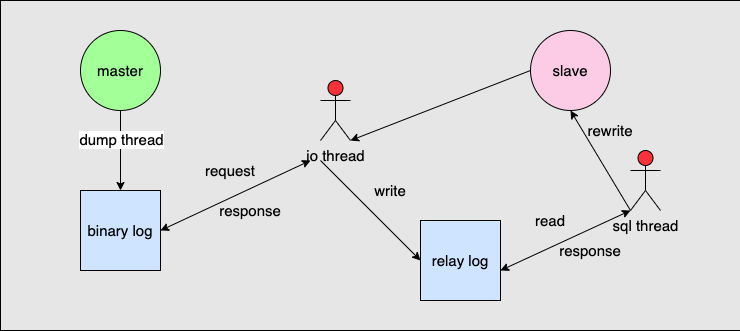 master
slave
dump thread
rewrite
io thread
request
write
response
binary log
read
sql thread
response
relay log